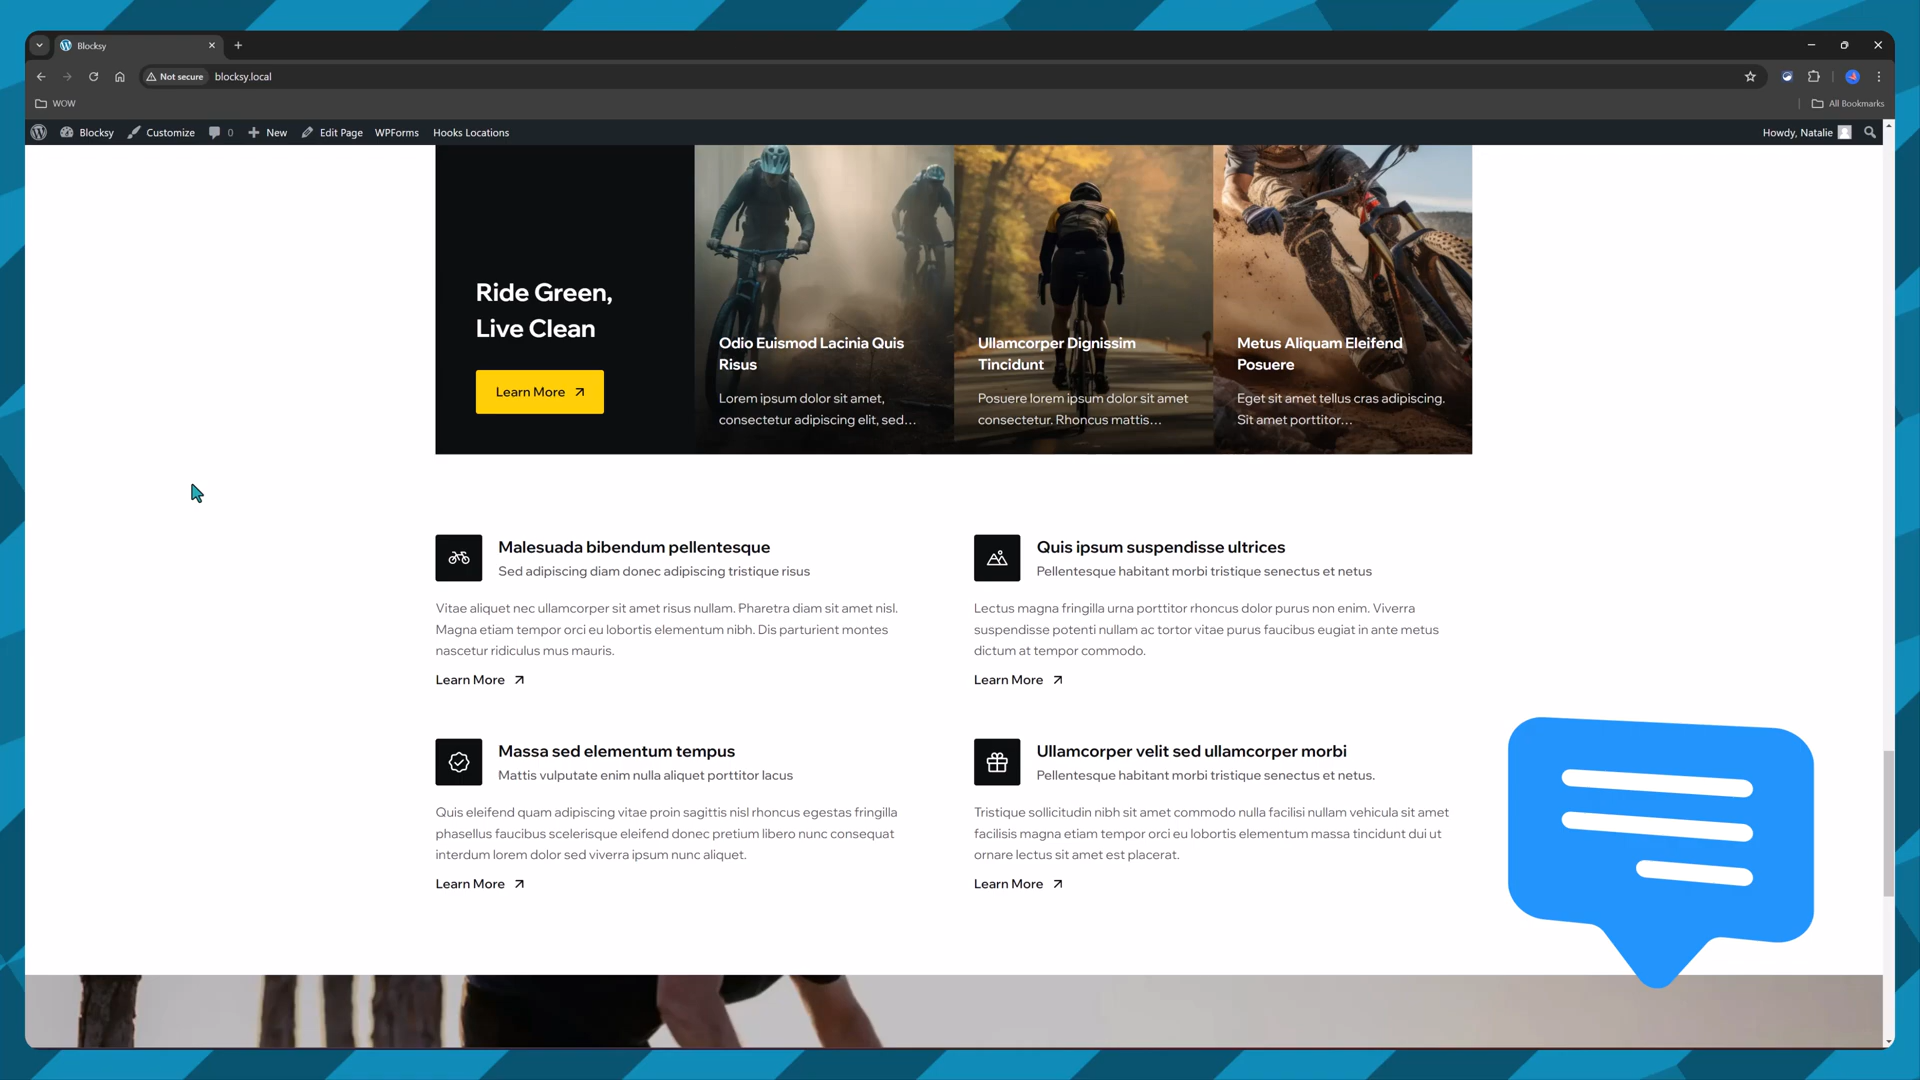 Blocksy
Not secure
blocksy.local
WOW
All Bookmarks
Blocksy
Customize
0
New
Edit Page
WPForms
Hooks Locations
Howdy, Natalie
Ride Green,
Live Clean
Learn More
Odio Euismod Lacinia Quis
Risus
Lorem ipsum dolor sit amet,
consectetur adipiscing elit, sed...
Ullamcorper Dignissim
Tincidunt
Posuere lorem ipsum dolor sit amet
consectetur. Rhoncus mattis...
Metus Aliquam Eleifend
Posuere
Eget sit amet tellus cras adipiscing.
Sit amet porttitor...
Malesuada bibendum pellentesque
Sed adipiscing diam donec adipiscing tristique risus
Vitae aliquet nec ullamcorper sit amet risus nullam. Pharetra diam sit amet nisl.
Magna etiam tempor orci eu lobortis elementum nibh. Dis parturient montes
nascetur ridiculus mus mauris.
Learn More
Quis ipsum suspendisse ultrices
Pellentesque habitant morbi tristique senectus et netus
Lectus magna fringilla urna porttitor rhoncus dolor purus non enim. Viverra
suspendisse potenti nullam ac tortor vitae purus faucibus eugiat in ante metus
dictum at tempor commodo.
Learn More
Massa sed elementum tempus
Mattis vulputate enim nulla aliquet porttitor lacus
Quis eleifend quam adipiscing vitae proin sagittis nisl rhoncus egestas fringilla
phasellus faucibus scelerisque eleifend donec pretium libero nunc consequat
interdum lorem dolor sed viverra ipsum nunc aliquet.
Learn More
Ullamcorper velit sed ullamcorper morbi
Pellentesque habitant morbi tristique senectus et netus.
Tristique sollicitudin nibh sit amet commodo nulla facilisi nullam vehicula sit amet
facilisis magna etiam tempor orci eu lobortis elementum massa tincidunt dui ut
ornare lectus sit amet est placerat.
Learn More